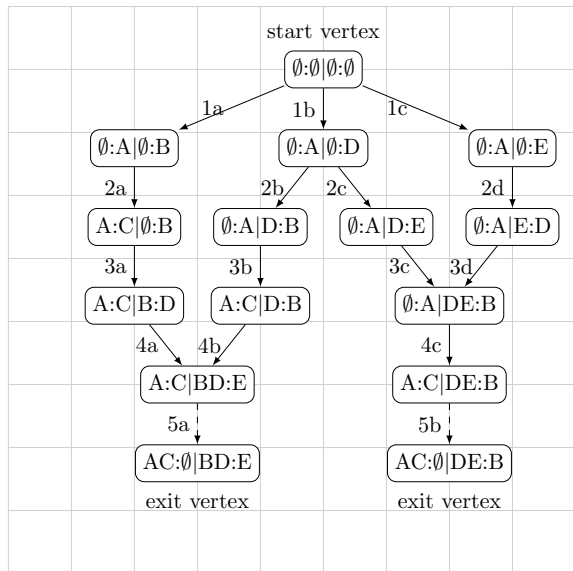 start vertex
∅:∅|∅:∅
1a 1b 1c
∅:A|∅:B ∅:A|∅:D ∅:A|∅:E
2a 2b 2c 2d
A:C|∅:B ∅:A|D:B ∅:A|D:E ∅:A|E:D
3a 3b 3c 3d
A:C|B:D A:C|D:B ∅:A|DE:B
4a 4b 4c
A:C|BD:E A:C|DE:B
5a 5b
AC:∅|BD:E AC:∅|DE:B
exit vertex exit vertex